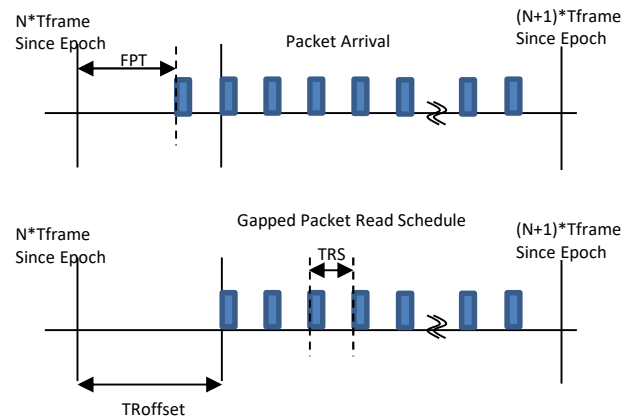 N*Tframe
Since Epoch
FPT
Packet Arrival
(N+1)*Tframe
Since Epoch
Gapped Packet Read Schedule
N*Tframe
Since Epoch
TRS
(N+1)*Tframe
Since Epoch
TRoffset